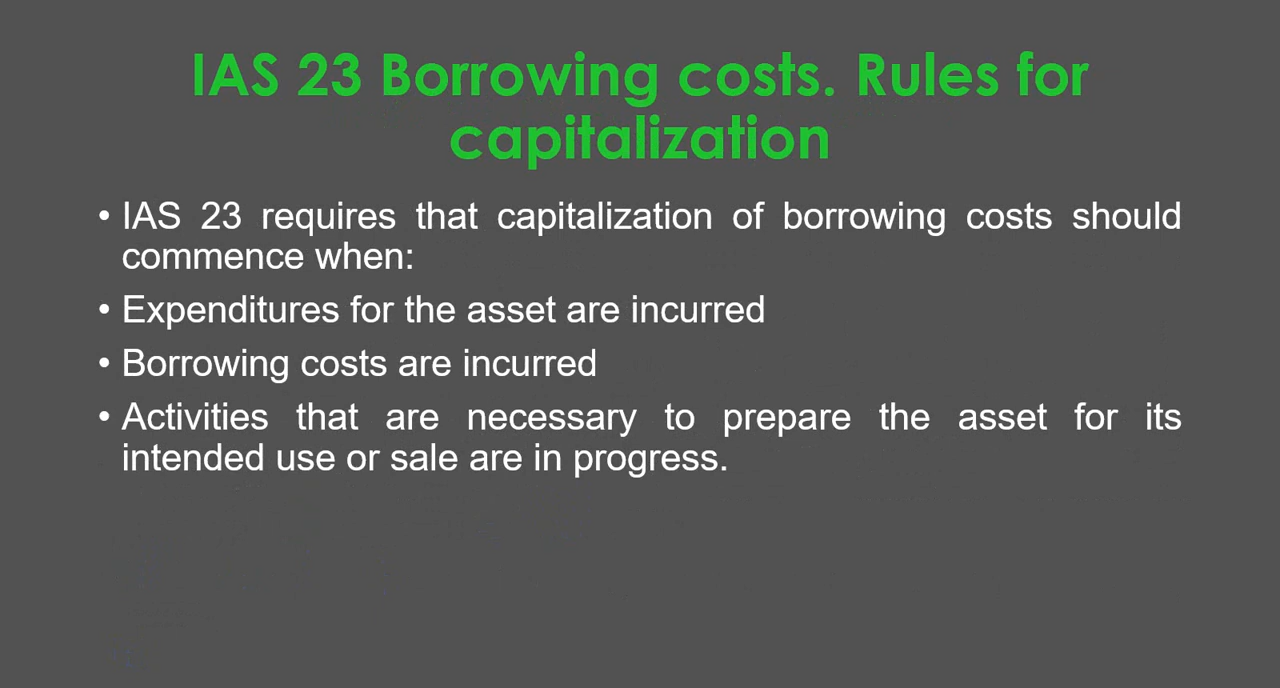 IAS 23 Borrowing costs. Rules for
capitalization
• IAS 23 requires that capitalization of borrowing costs should
commence when:
• Expenditures for the asset are incurred
• Borrowing costs are incurred
• Activities that are necessary to prepare the asset for its
intended use or sale are in progress.